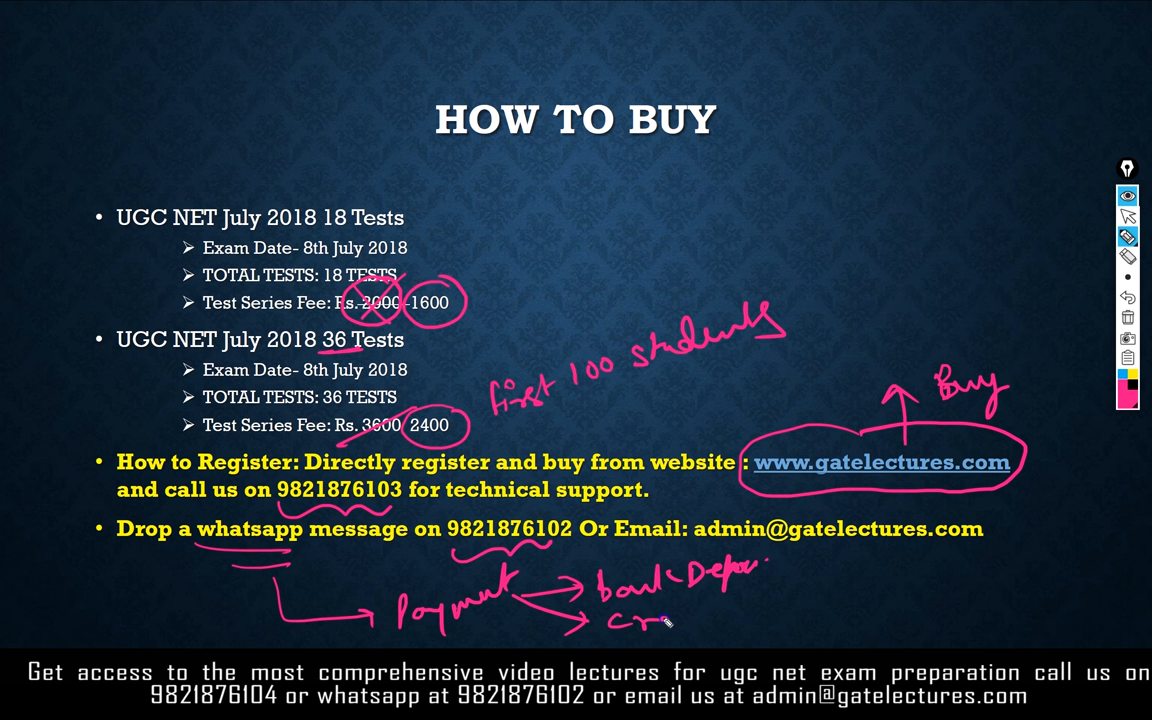 HOW TO BUY
• UGC NET July 2018 18 Tests
➢ Exam Date- 8th July 2018
➢ TOTAL TESTS: 18 TESTS
➢ Test Series Fee: Rs. 2000 1600
• UGC NET July 2018 36 Tests
➢ Exam Date- 8th July 2018
➢ TOTAL TESTS: 36 TESTS
➢ Test Series Fee: Rs. 3600 2400
first 100 students
Buy
• How to Register: Directly register and buy from website : www.gatelectures.com
and call us on 9821876103 for technical support.
• Drop a whatsapp message on 9821876102 Or Email: admin@gatelectures.com
Payment
bank Depo
Cr
Get access to the most comprehensive video lectures for ugc net exam preparation call us on
9821876104 or whatsapp at 9821876102 or email us at admin@gatelectures.com